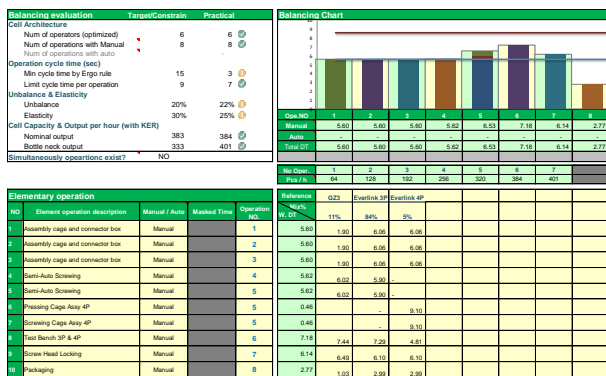 Balancing evaluation Target/Constrain Practical
Cell Architecture
Num of operators (optimized) 6 6
Num of operations with Manual 8 8
Num of operations with auto -
Operation cycle time (sec)
Min cycle time by Ergo rule 15 3
Limit cycle time per operation 9 7
Unbalance & Elasticity
Unbalance 20% 22%
Elasticity 30% 25%
Cell Capacity & Output per hour (with KER)
Nominal output 383 384
Bottle neck output 333 401
Simultaneously opeartionc exist? NO
Balancing Chart
9
8
7
6
5
4
3
2
1
Ope.NO 1 2 3 4 5 6 7 8
Manual 5.60 5.60 5.60 5.62 6.53 7.18 6.14 2.77
Auto - - - - - - - -
Total DT 5.60 5.60 5.60 5.62 6.53 7.18 6.14 2.77
No Oper. 1 2 3 4 5 6 7
Pcs / h 64 128 192 256 320 384 401
Elementary operation
NO Element operation description Manual / Auto Masked Time Operation NO.
Reference GZ3 Everlink 3P Everlink 4P
Mix%
W. DT 11% 84% 5%
1 Assembly cage and connector box Manual 1 5.60 1.90 6.06 6.06
2 Assembly cage and connector box Manual 2 5.60 1.90 6.06 6.06
3 Assembly cage and connector box Manual 3 5.60 1.90 6.06 6.06
4 Semi-Auto Screwing Manual 4 5.62 6.02 5.90 -
5 Semi-Auto Screwing Manual 5 5.62 6.02 5.90 -
6 Pressing Cage Assy 4P Manual 5 0.46 - 9.10
7 Screwing Cage Assy 4P Manual 5 0.46 - 9.10
8 Test Bench 3P & 4P Manual 6 7.18 7.44 7.29 4.81
9 Screw Head Locking Manual 7 6.14 6.49 6.10 6.10
10 Packaging Manual 8 2.77 1.03 2.99 2.99